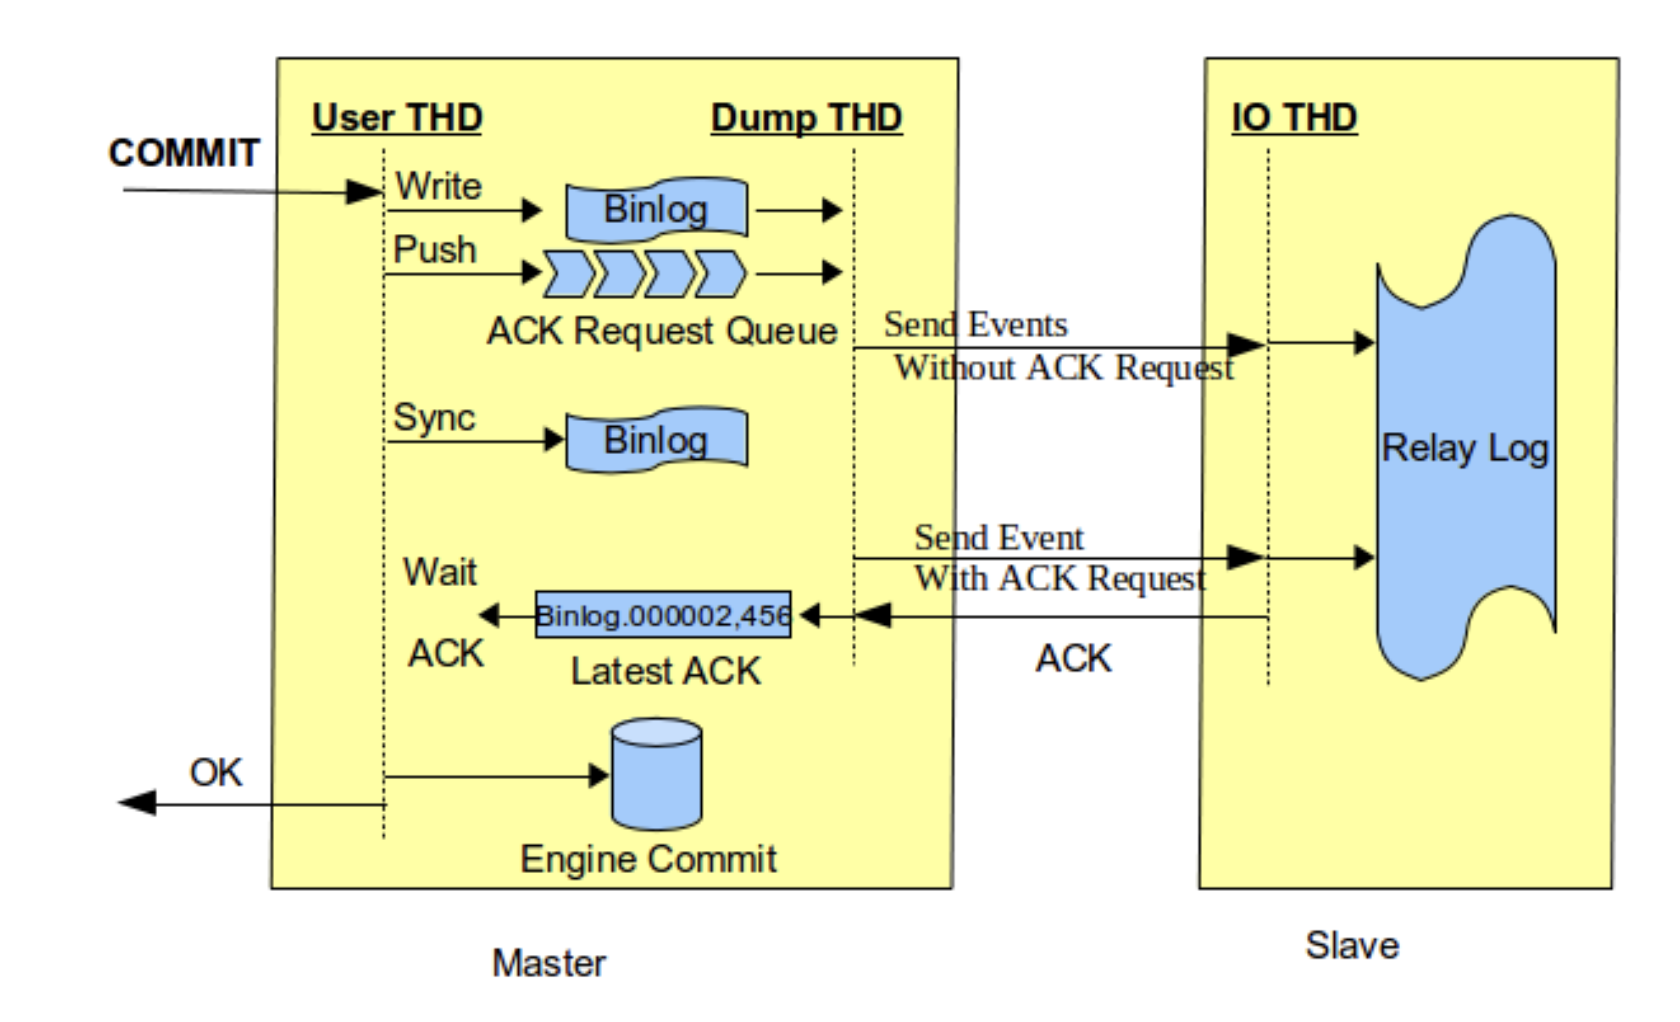 User THD
Dump THD
IO THD
COMMIT
Write
Binlog
Push
ACK Request Queue
Send Events
Without ACK Request
Sync
Binlog
Relay Log
Send Event
With ACK Request
Wait
Binlog.000002,456
ACK
Latest ACK
ACK
OK
Engine Commit
Master
Slave